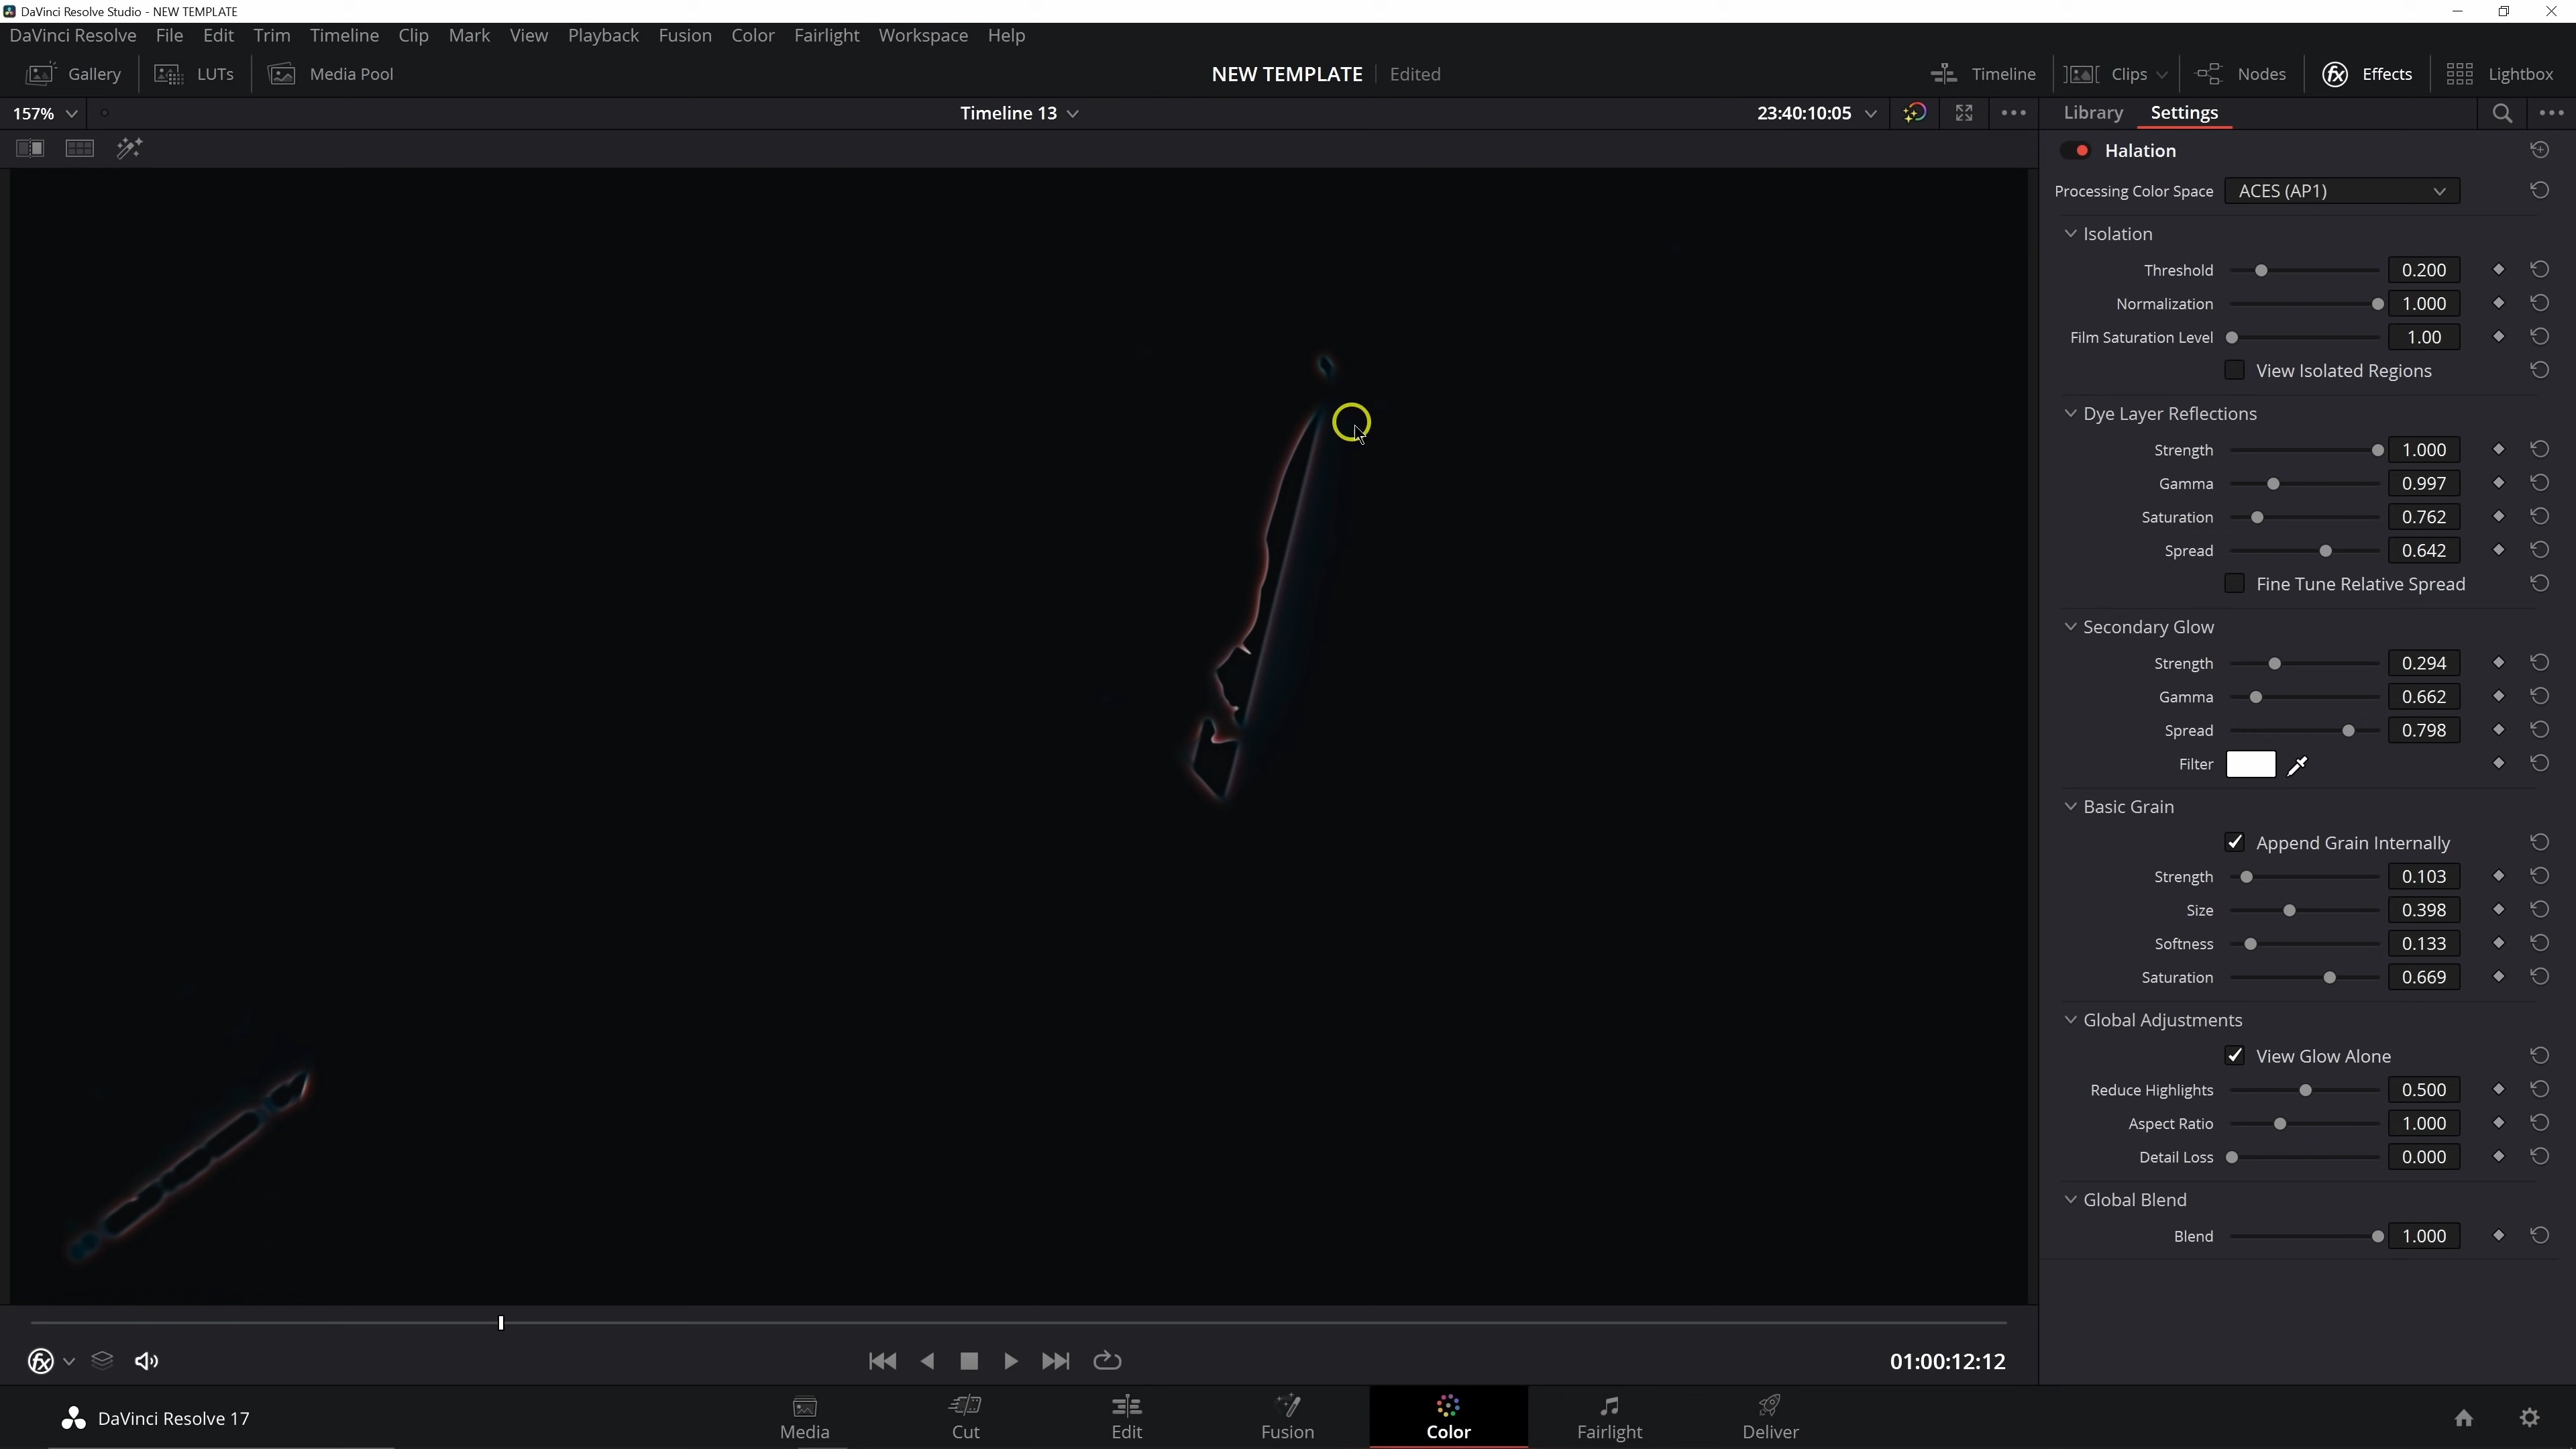 DaVinci Resolve Studio - NEW TEMPLATE
DaVinci Resolve File Edit Trim Timeline Clip Mark View Playback Fusion Color Fairlight Workspace Help
Gallery LUTs Media Pool NEW TEMPLATE Edited Timeline Clips Nodes Effects Lightbox
157% Timeline 13 23:40:10:05 Library Settings
Halation
Processing Color Space ACES (AP1)
Isolation
Threshold 0.200
Normalization 1.000
Film Saturation Level 1.00
View Isolated Regions
Dye Layer Reflections
Strength 1.000
Gamma 0.997
Saturation 0.762
Spread 0.642
Fine Tune Relative Spread
Secondary Glow
Strength 0.294
Gamma 0.662
Spread 0.798
Filter
Basic Grain
Append Grain Internally
Strength 0.103
Size 0.398
Softness 0.133
Saturation 0.669
Global Adjustments
View Glow Alone
Reduce Highlights 0.500
Aspect Ratio 1.000
Detail Loss 0.000
Global Blend
Blend 1.000
01:00:12:12
DaVinci Resolve 17 Media Cut Edit Fusion Color Fairlight Deliver